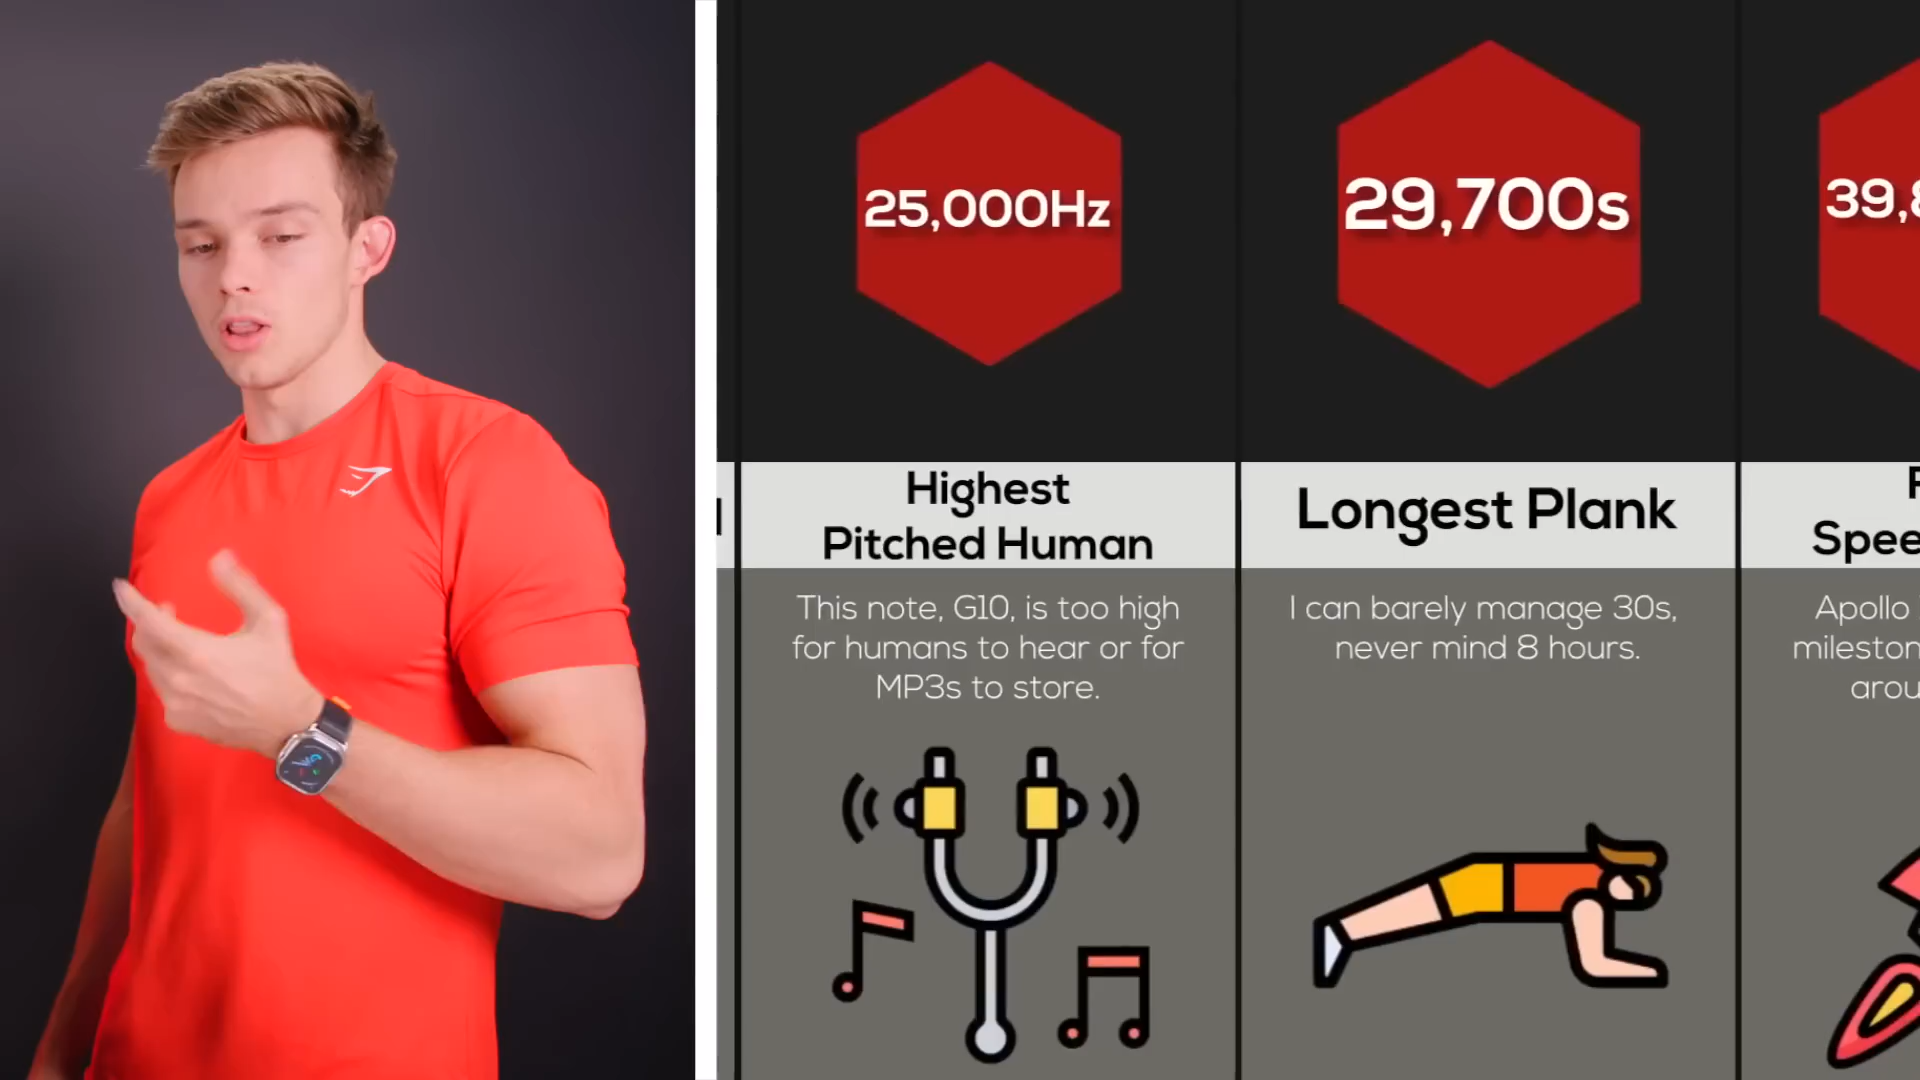 25,000Hz
29,700s
Highest
Pitched Human
Longest Plank
This note, G10, is too high
for humans to hear or for
MP3s to store.
I can barely manage 30s,
never mind 8 hours.
Apollo